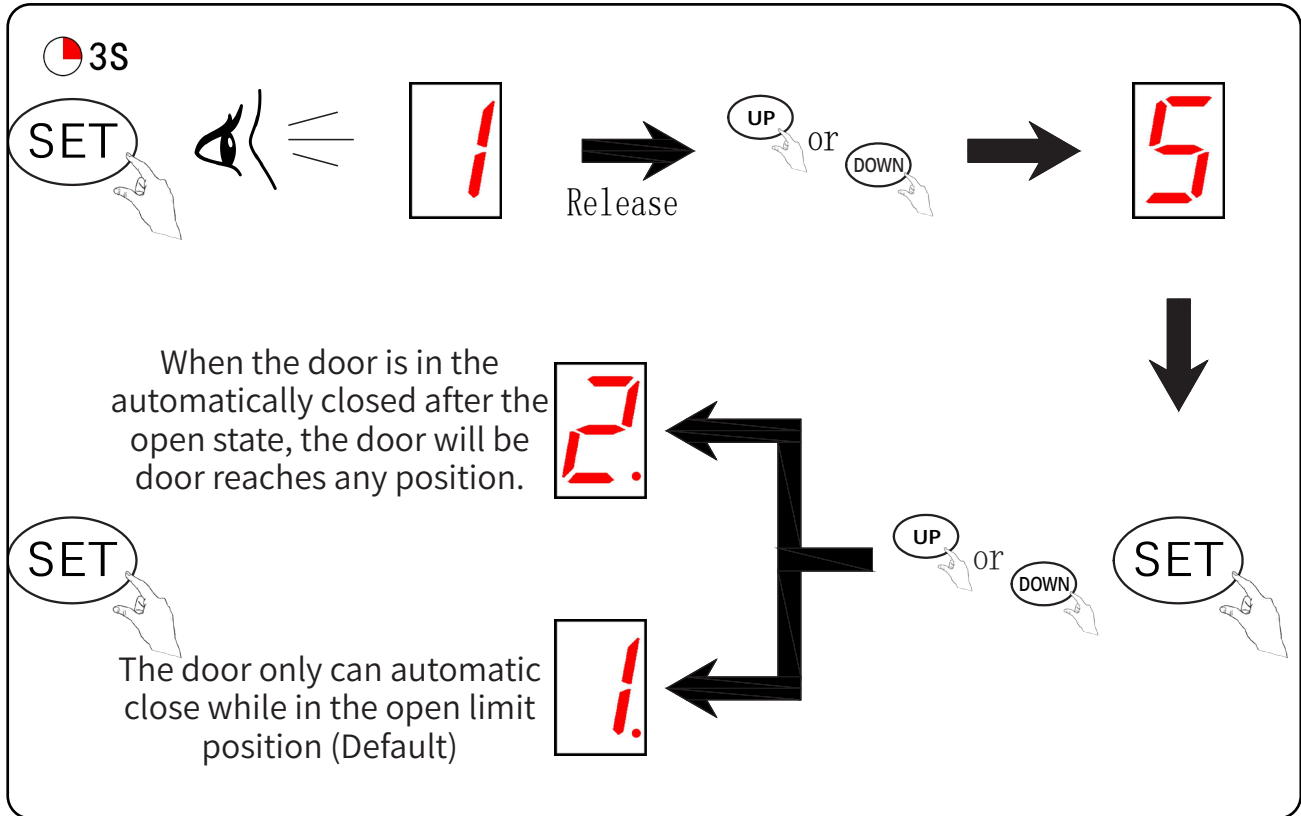 3S
SET
1
Release
UP
or
DOWN
5
When the door is in the
automatically closed after the
open state, the door will be
door reaches any position.
2.
SET
UP
or
DOWN
SET
The door only can automatic
close while in the open limit
position (Default)
1.